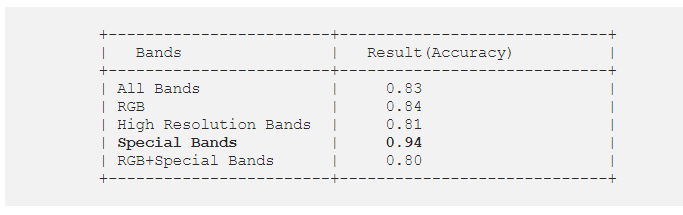 +-----------------------+----------------------------+
| Bands | Result(Accuracy) |
+-----------------------+----------------------------+
| All Bands | 0.83 |
| RGB | 0.84 |
| High Resolution Bands | 0.81 |
| Special Bands | 0.94 |
| RGB+Special Bands | 0.80 |
+-----------------------+----------------------------+